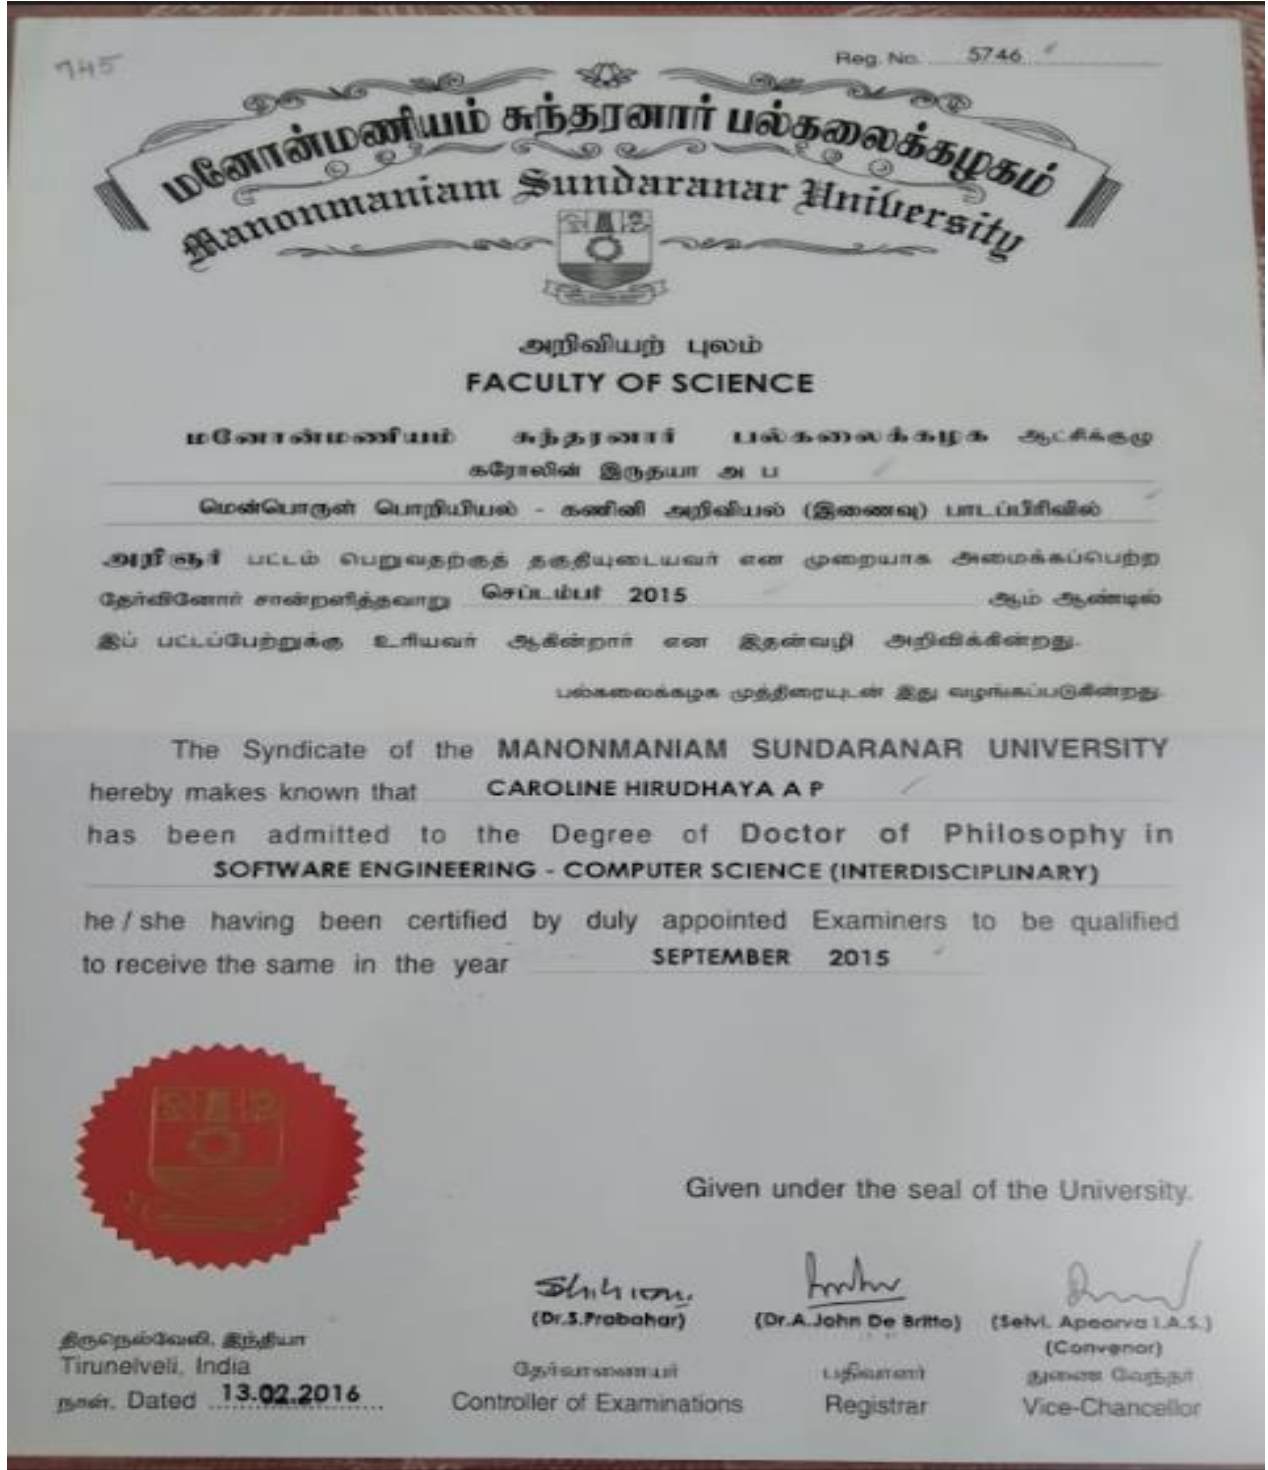 745
Reg. No. 5746
மனோன்மணியம் சுந்தரனார் பல்கலைக்கழகம்
Manonmaniam Sundaranar University
அறிவியற் புலம்
FACULTY OF SCIENCE
மனோன்மணியம் சுந்தரனார் பல்கலைக்கழக ஆட்சிக்குழு
கரோலின் இருதயா அ ப
மென்பொருள் பொறியியல் - கணினி அறிவியல் (இணைவு) பாடப்பிரிவில்
அறிஞர் பட்டம் பெறுவதற்குத் தகுதியுடையவர் என முறையாக அமைக்கப்பெற்ற
தேர்வினோர் சான்றளித்தவாறு செப்டம்பர் 2015 ஆம் ஆண்டில்
இப் பட்டப்பேற்றுக்கு உரியவர் ஆகின்றார் என இதன்வழி அறிவிக்கின்றது.
பல்கலைக்கழக முத்திரையுடன் இது வழங்கப்படுகின்றது.
The Syndicate of the MANONMANIAM SUNDARANAR UNIVERSITY
hereby makes known that CAROLINE HIRUDHAYA A P
has been admitted to the Degree of Doctor of Philosophy in
SOFTWARE ENGINEERING - COMPUTER SCIENCE (INTERDISCIPLINARY)
he / she having been certified by duly appointed Examiners to be qualified
to receive the same in the year SEPTEMBER 2015
Given under the seal of the University.
(Dr.S.Prabahar) (Dr.A.John De Britto) (Selvi. Apoorva I.A.S.)
(Convenor)
திருநெல்வேலி, இந்தியா
Tirunelveli, India
தேர்வாணையர் பதிவாளர் துணை வேந்தர்
நாள். Dated 13.02.2016 Controller of Examinations Registrar Vice-Chancellor